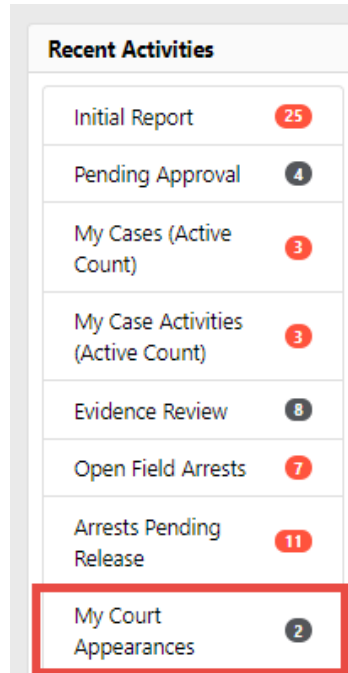 Recent Activities
Initial Report 25
Pending Approval 4
My Cases (Active 3
Count)
My Case Activities 3
(Active Count)
Evidence Review 8
Open Field Arrests 7
Arrests Pending 11
Release
My Court 2
Appearances